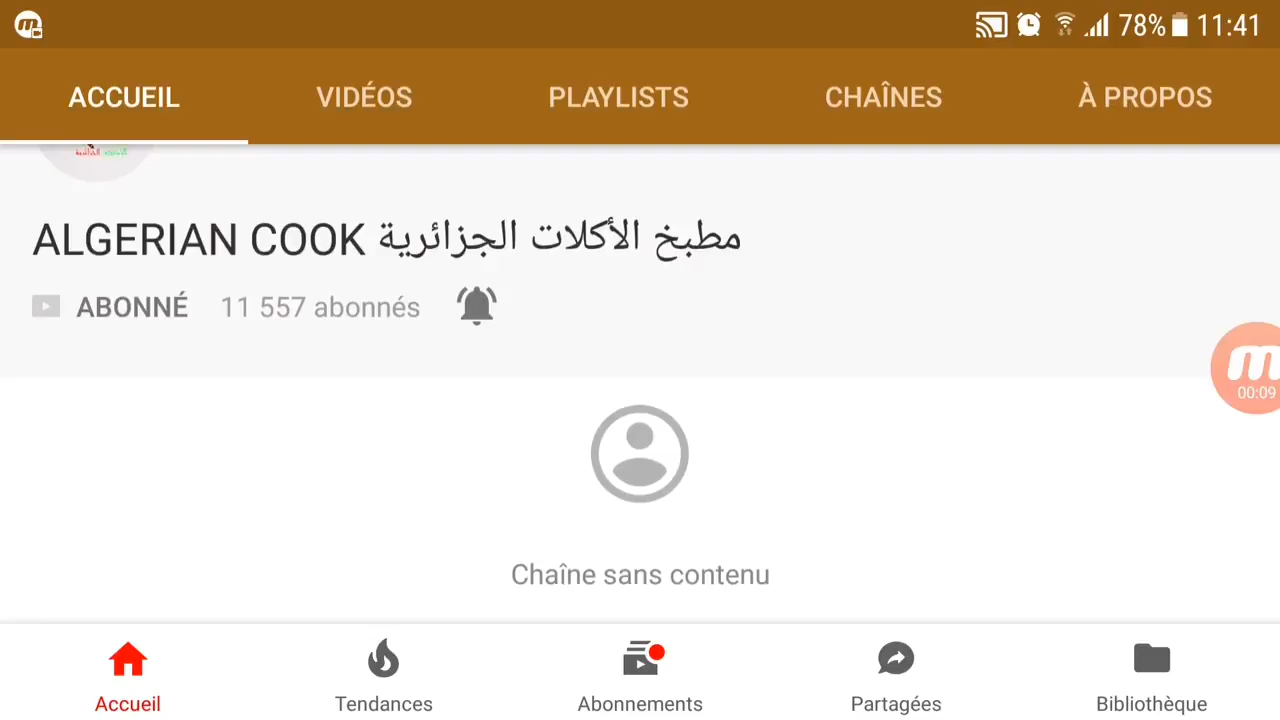 78% 11:41
ACCUEIL VIDÉOS PLAYLISTS CHAÎNES À PROPOS
ALGERIAN COOK مطبخ الأكلات الجزائرية
ABONNÉ 11 557 abonnés
00:09
Chaîne sans contenu
Accueil Tendances Abonnements Partagées Bibliothèque